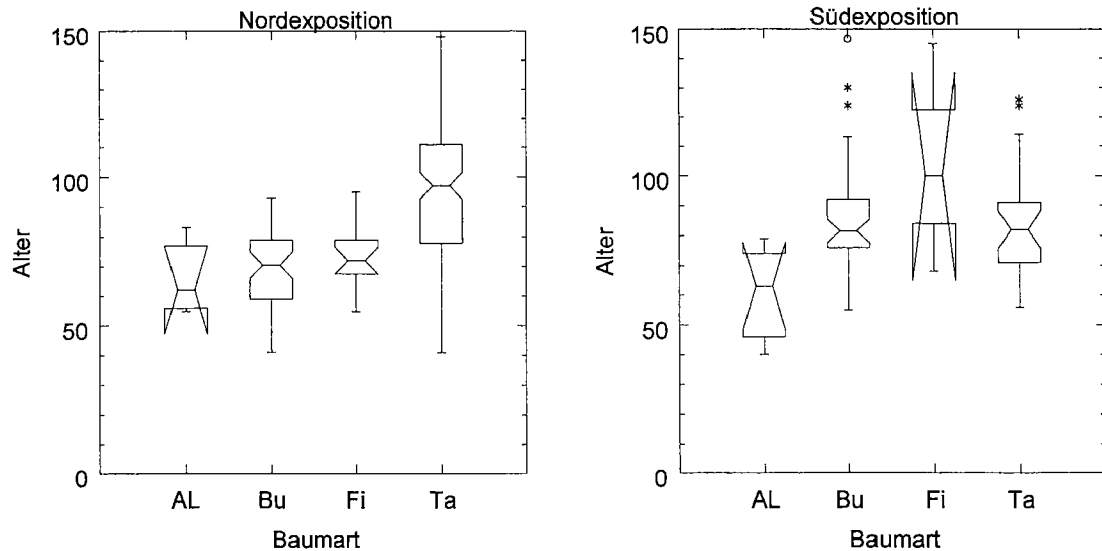 Nordexposition
150
100
50
0
Alter
AL Bu Fi Ta
Baumart
Südexposition
150
100
50
0
Alter
AL Bu Fi Ta
Baumart